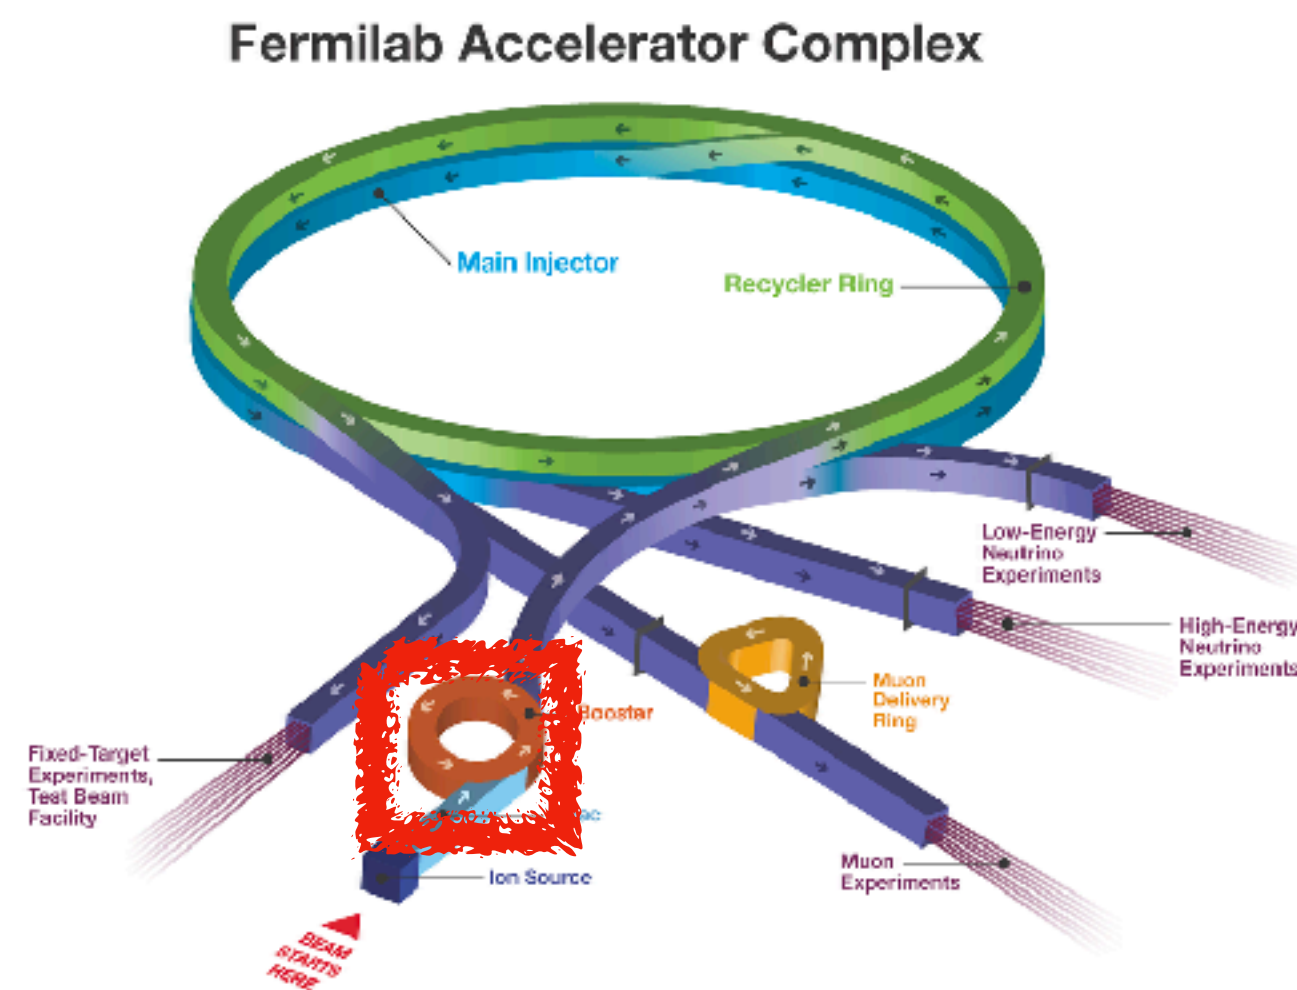 Fermilab Accelerator Complex
Main Injector
Recycler Ring
Low-Energy
Neutrino
Experiments
High-Energy
Neutrino
Experiments
Muon
Delivery
Ring
Booster
Fixed-Target
Experiments,
Test Beam
Facility
Ion Source
Muon
Experiments
BEAM
STARTS
HERE